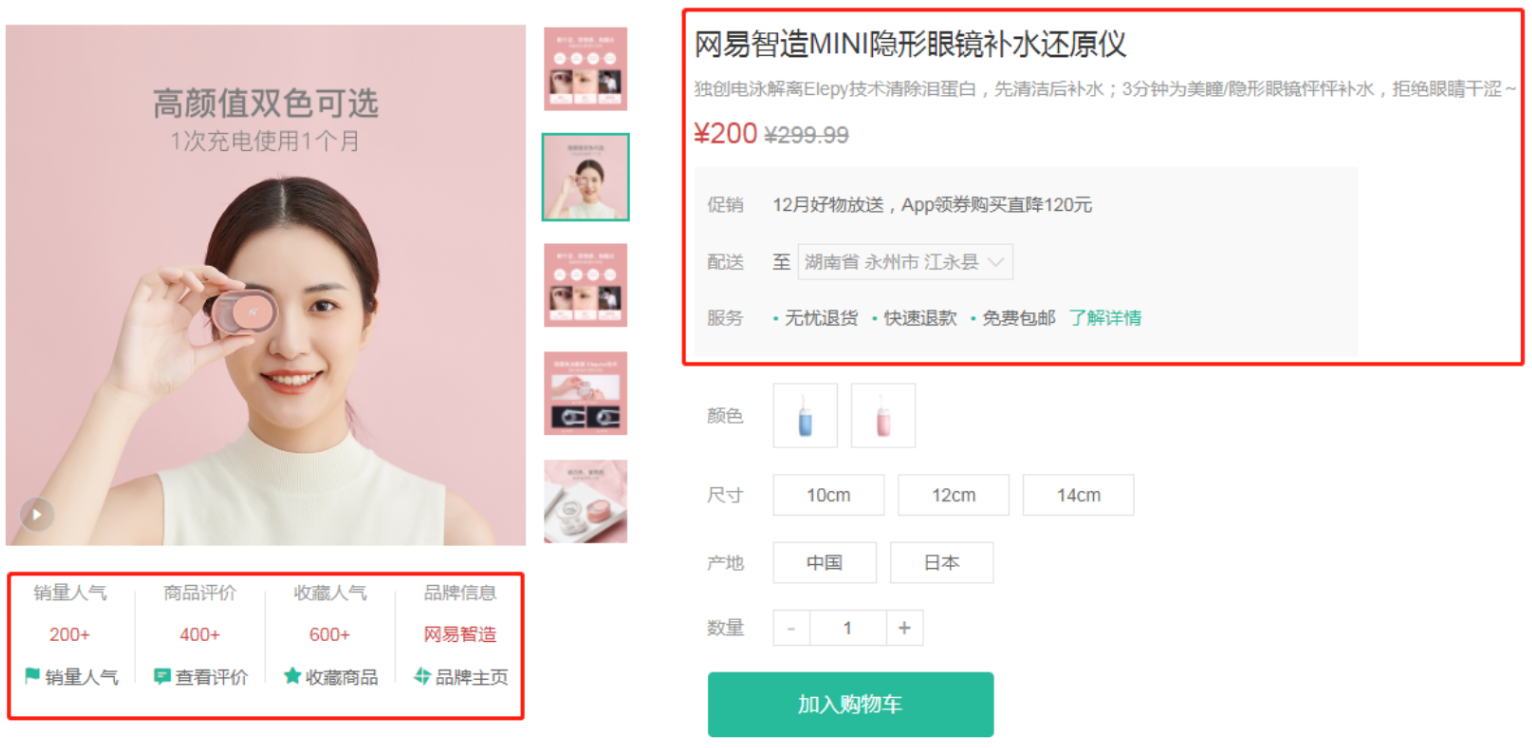 高颜值双色可选
1次充电使用1个月
销量人气 商品评价 收藏人气 品牌信息
200+ 400+ 600+ 网易智造
销量人气 查看评价 收藏商品 品牌主页
网易智造MINI隐形眼镜补水还原仪
独创电泳解离Elepy技术清除泪蛋白，先清洁后补水；3分钟为美瞳/隐形眼镜怦怦补水，拒绝眼睛干涩～
¥200 ¥299.99
促销 12月好物放送，App领券购买直降120元
配送 至 湖南省 永州市 江永县
服务 • 无忧退货 • 快速退款 • 免费包邮 了解详情
颜色
尺寸 10cm 12cm 14cm
产地 中国 日本
数量 - 1 +
加入购物车